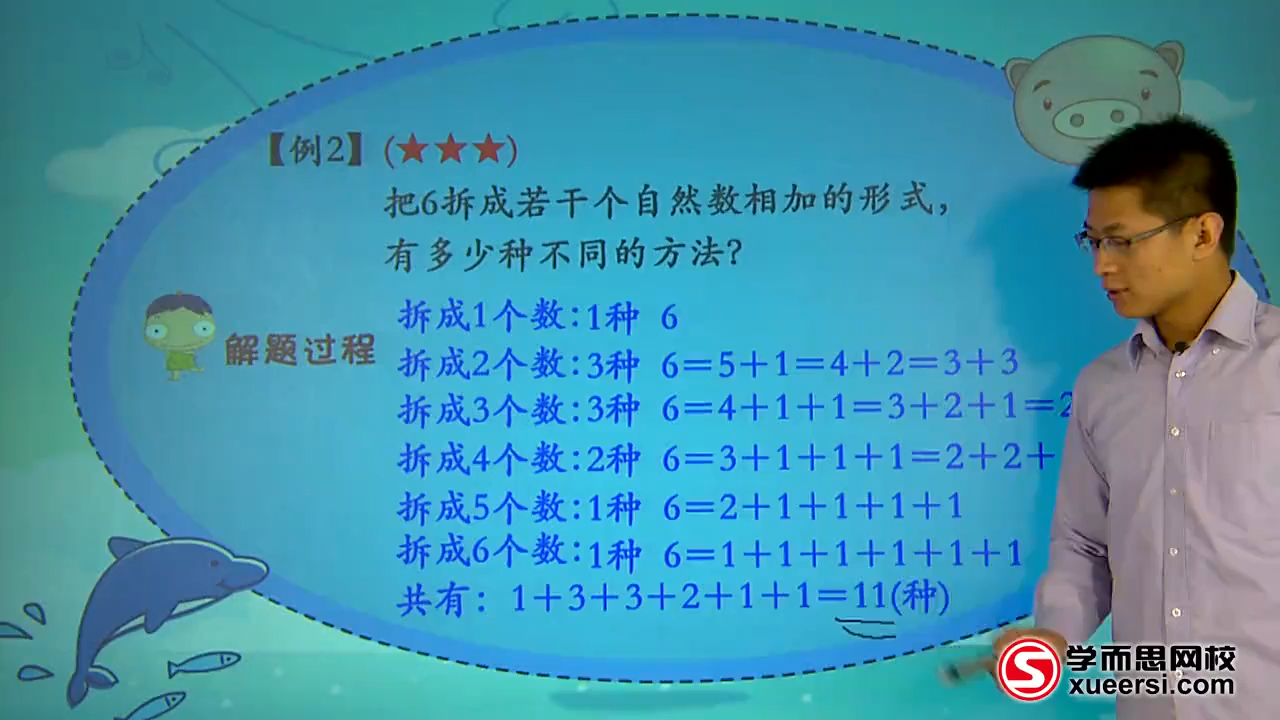 【例2】(★★★)
把6拆成若干个自然数相加的形式，
有多少种不同的方法？
解题过程
拆成1个数:1种 6
拆成2个数:3种 6=5+1=4+2=3+3
拆成3个数:3种 6=4+1+1=3+2+1=2
拆成4个数:2种 6=3+1+1+1=2+2+
拆成5个数:1种 6=2+1+1+1+1
拆成6个数:1种 6=1+1+1+1+1+1
共有：1+3+3+2+1+1=11(种)
学而思网校
xueersi.com